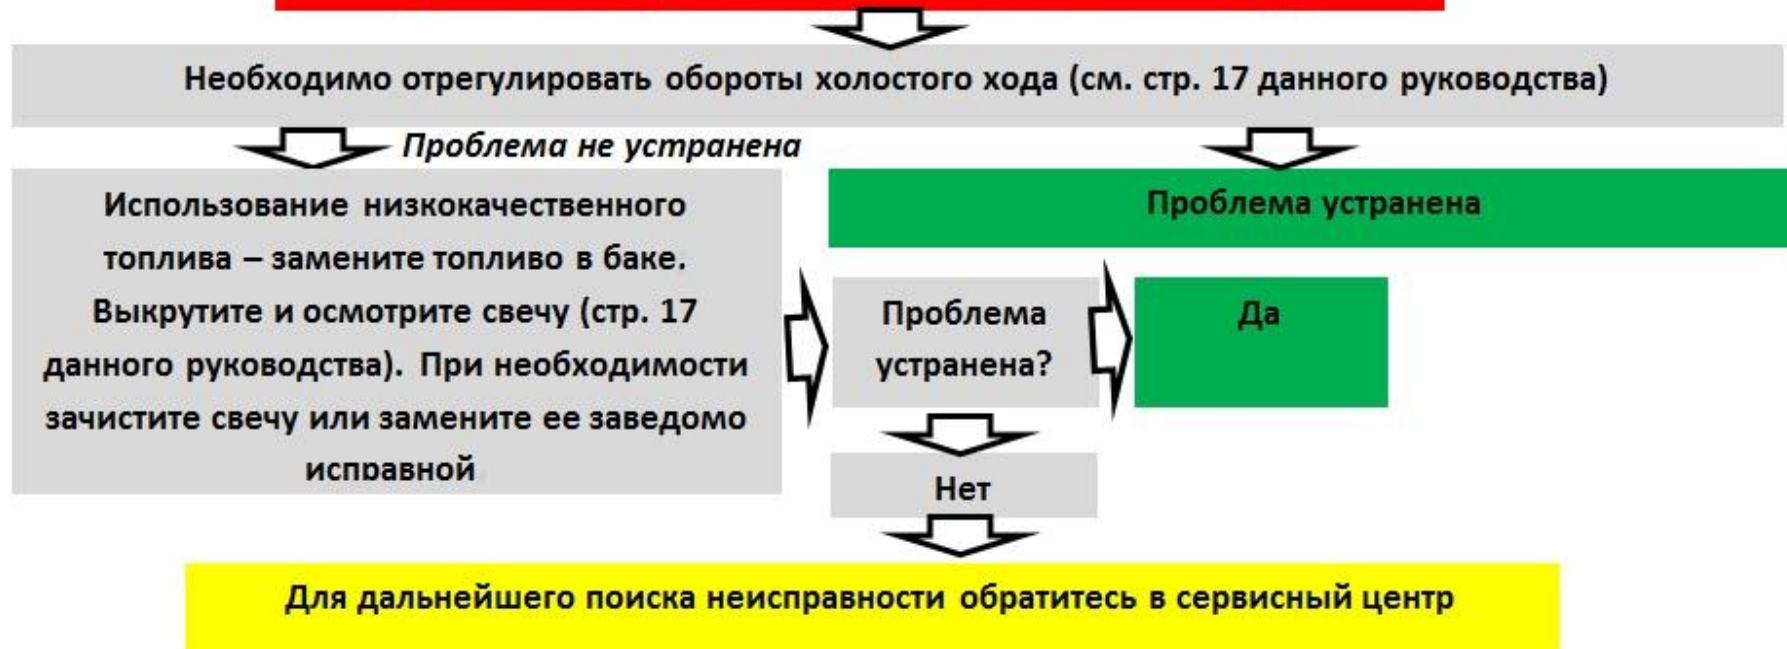 Необходимо отрегулировать обороты холостого хода (см. стр. 17 данного руководства)
Проблема не устранена
Использование низкокачественного
топлива – замените топливо в баке.
Выкрутите и осмотрите свечу (стр. 17
данного руководства). При необходимости
зачистите свечу или замените ее заведомо
исправной
Проблема устранена
Проблема
устранена?
Да
Нет
Для дальнейшего поиска неисправности обратитесь в сервисный центр